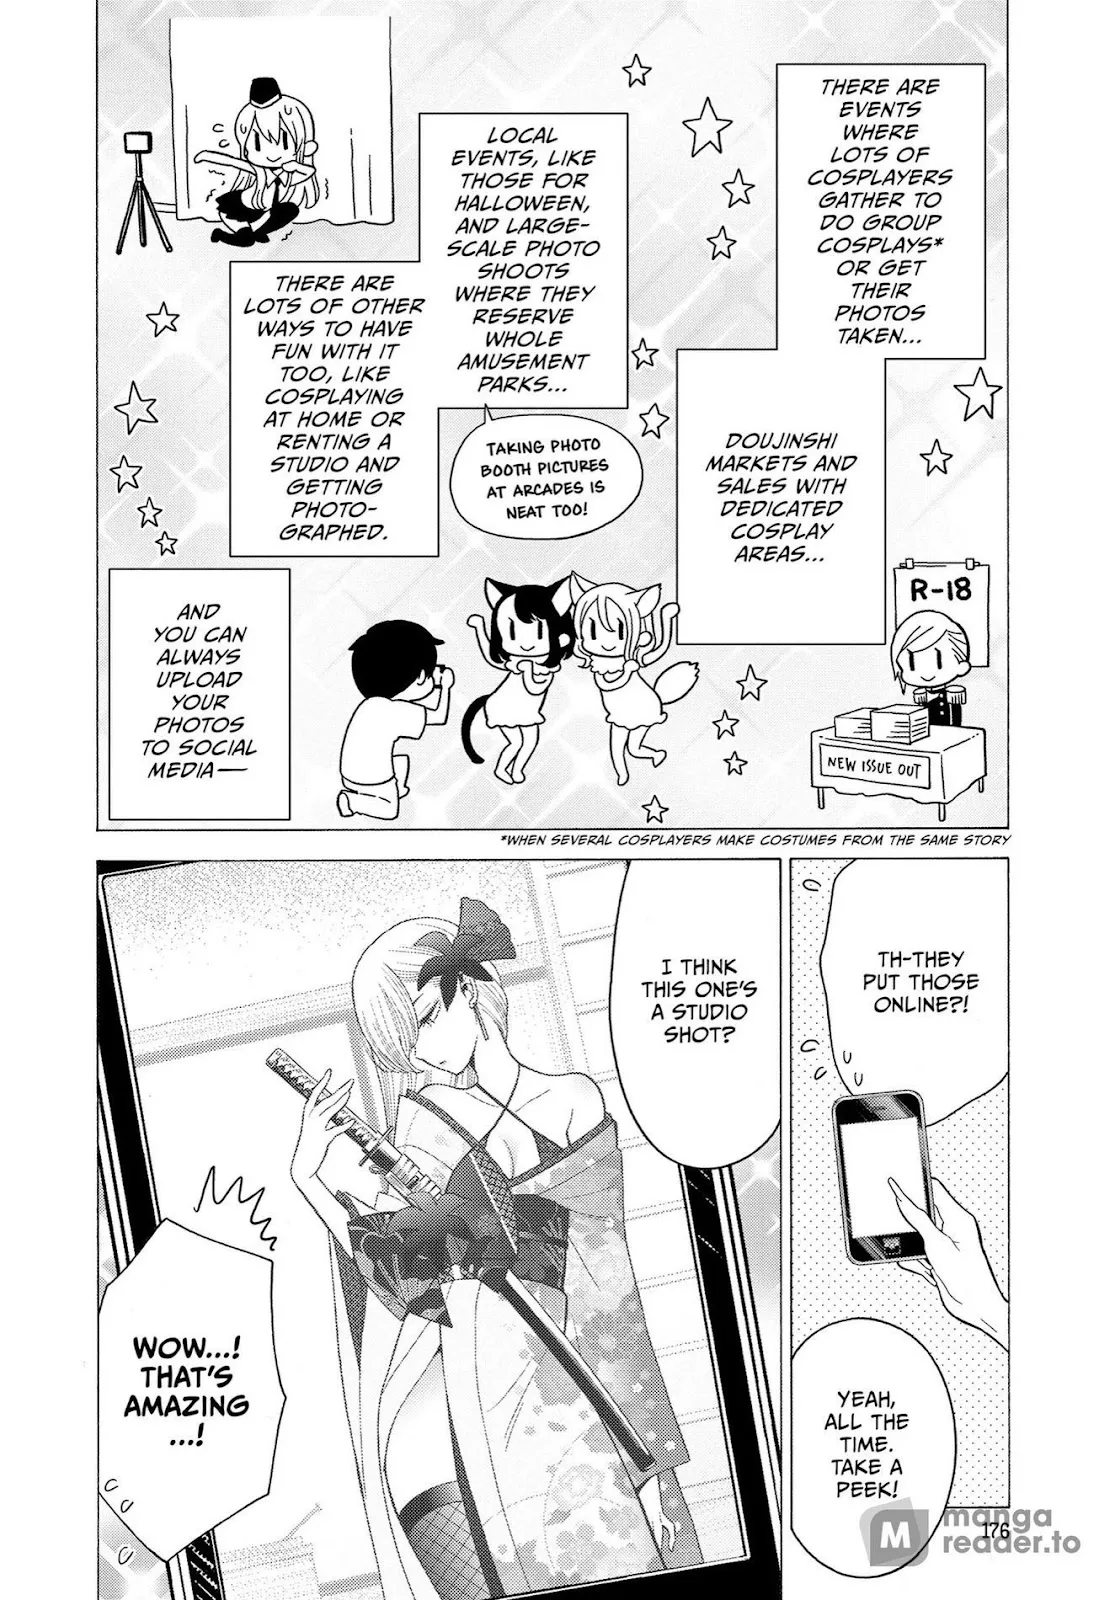 THERE ARE
EVENTS
WHERE
LOTS OF
COSPLAYERS
GATHER TO
DO GROUP
COSPLAYS*
OR GET
THEIR
PHOTOS
TAKEN...
DOUJINSHI
MARKETS AND
SALES WITH
DEDICATED
COSPLAY
AREAS...
R-18
NEW ISSUE OUT
LOCAL
EVENTS, LIKE
THOSE FOR
HALLOWEEN,
AND LARGE-
SCALE PHOTO
SHOOTS
WHERE THEY
RESERVE
WHOLE
AMUSEMENT
PARKS...
TAKING PHOTO
BOOTH PICTURES
AT ARCADES IS
NEAT TOO!
THERE ARE
LOTS OF OTHER
WAYS TO HAVE
FUN WITH IT
TOO, LIKE
COSPLAYING
AT HOME OR
RENTING A
STUDIO AND
GETTING
PHOTO-
GRAPHED.
AND
YOU CAN
ALWAYS
UPLOAD
YOUR
PHOTOS
TO SOCIAL
MEDIA—
*WHEN SEVERAL COSPLAYERS MAKE COSTUMES FROM THE SAME STORY
TH-THEY
PUT THOSE
ONLINE?!
YEAH,
ALL THE
TIME.
TAKE A
PEEK!
I THINK
THIS ONE'S
A STUDIO
SHOT?
WOW...!
THAT'S
AMAZING
...!
176
M manga
reader.to